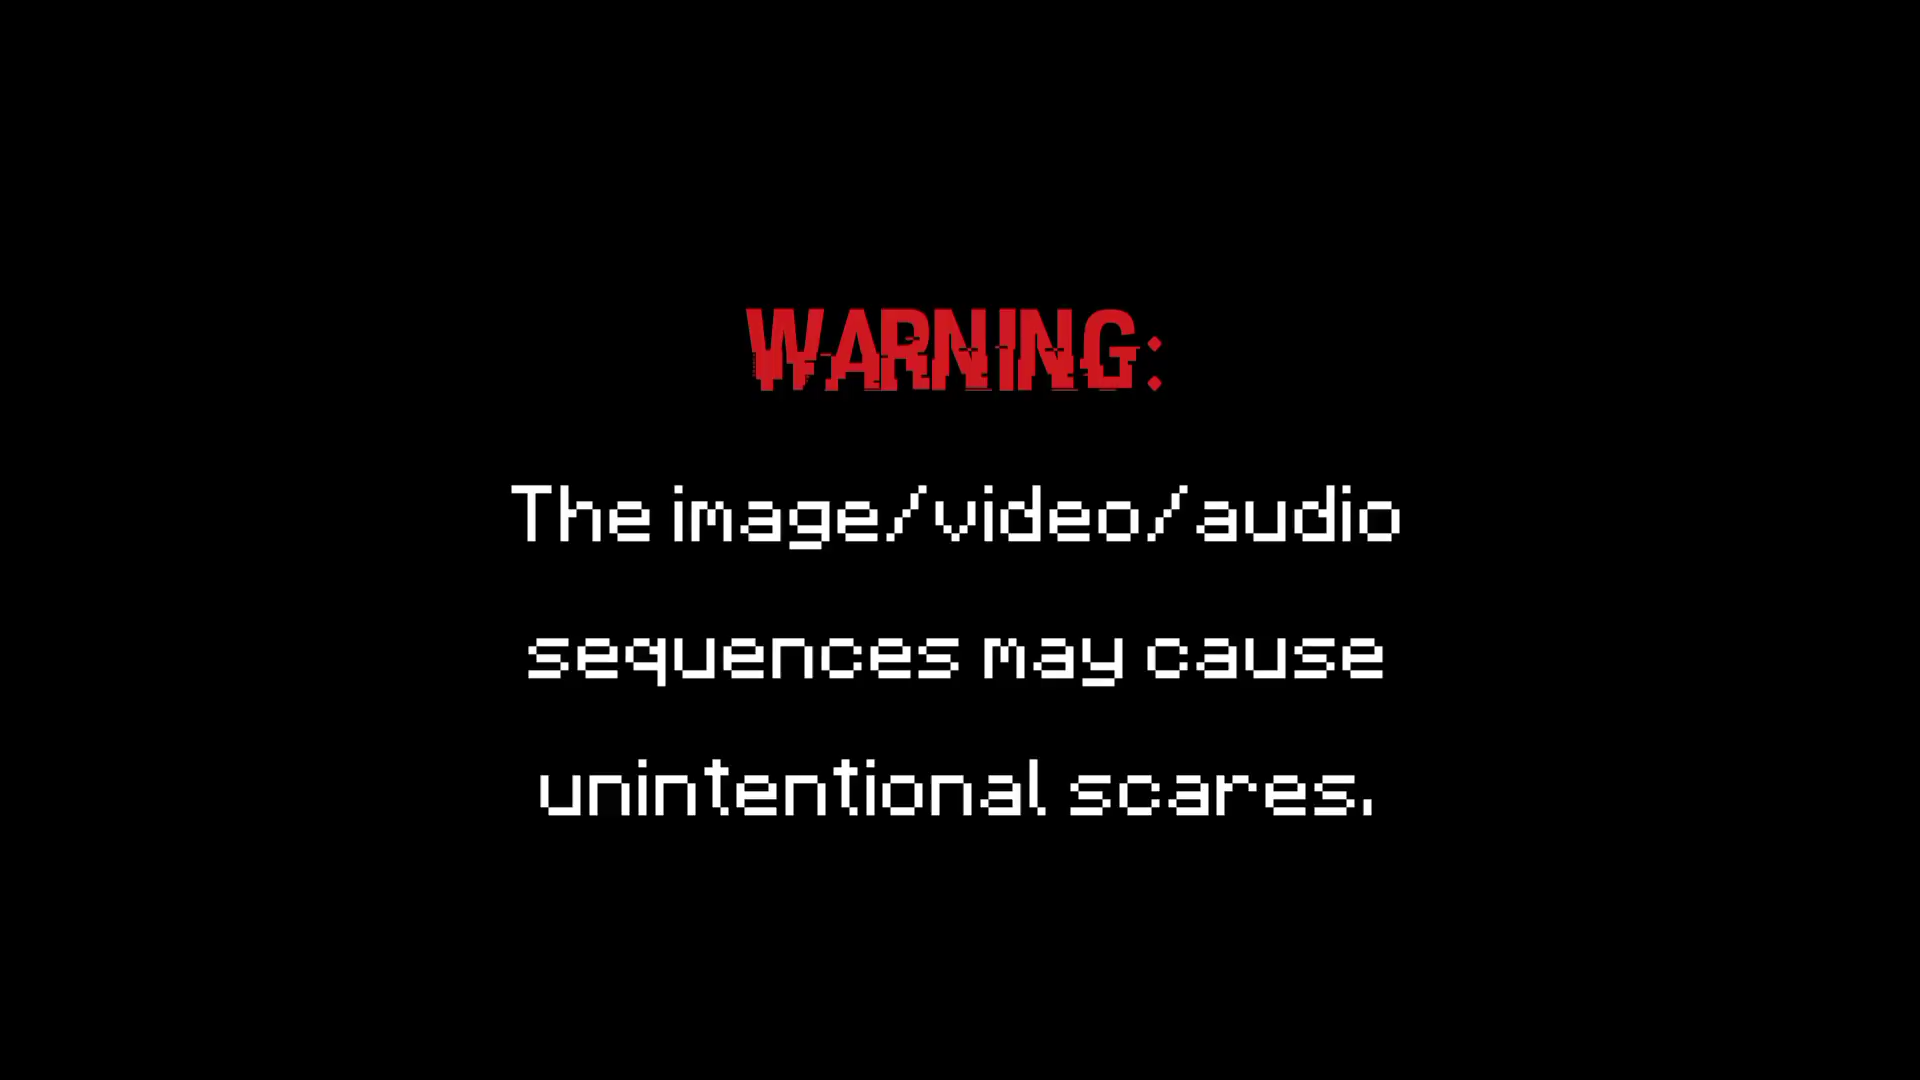 WARNING:
The image/video/audio
sequences may cause
unintentional scares.